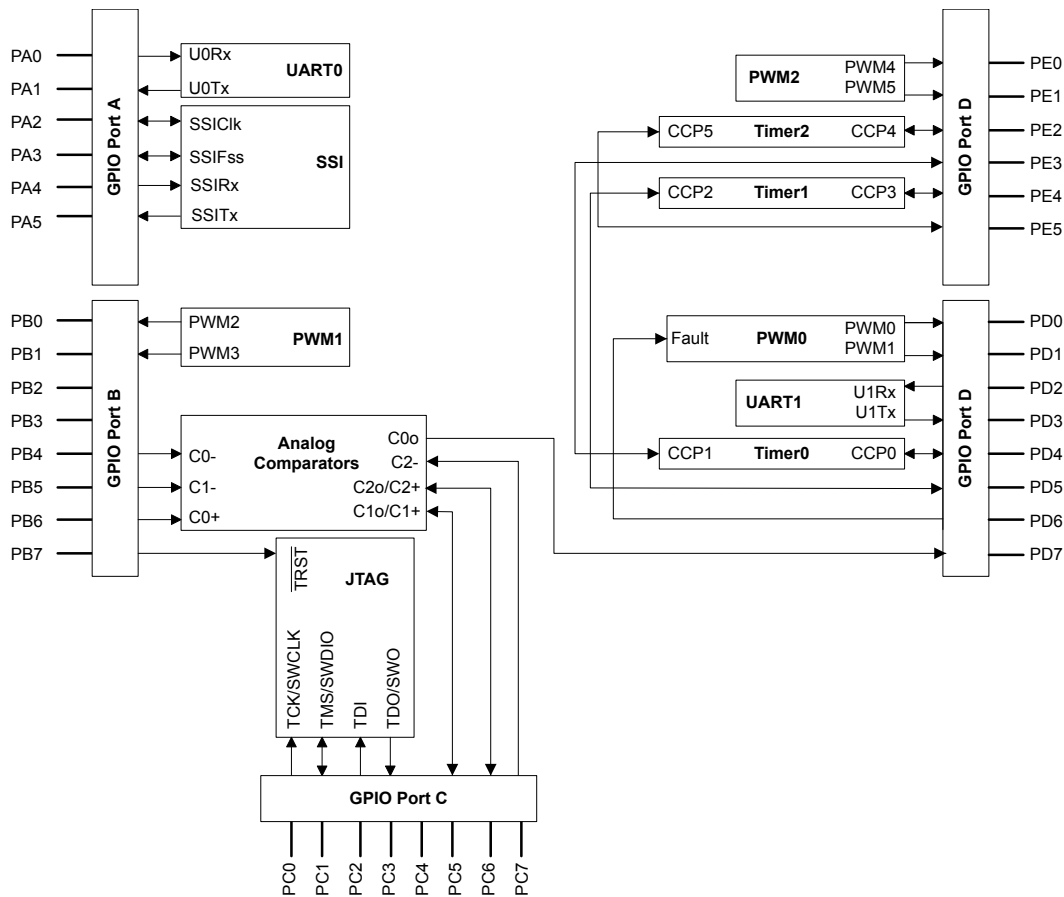 PA0
PA1
PA2
PA3
PA4
PA5
GPIO Port A
U0Rx
U0Tx
UART0
SSIClk
SSIFss
SSIRx
SSITx
SSI
PB0
PB1
PB2
PB3
PB4
PB5
PB6
PB7
GPIO Port B
PWM2
PWM3
PWM1
Analog
Comparators
C0-
C1-
C0+
C0o
C2-
C2o/C2+
C1o/C1+
TRST
JTAG
TCK/SWCLK
TMS/SWDIO
TDI
TDO/SWO
GPIO Port C
PC0
PC1
PC2
PC3
PC4
PC5
PC6
PC7
PWM2
PWM4
PWM5
CCP5 Timer2 CCP4
CCP2 Timer1 CCP3
GPIO Port D
PE0
PE1
PE2
PE3
PE4
PE5
Fault PWM0
PWM0
PWM1
UART1
U1Rx
U1Tx
CCP1 Timer0 CCP0
GPIO Port D
PD0
PD1
PD2
PD3
PD4
PD5
PD6
PD7